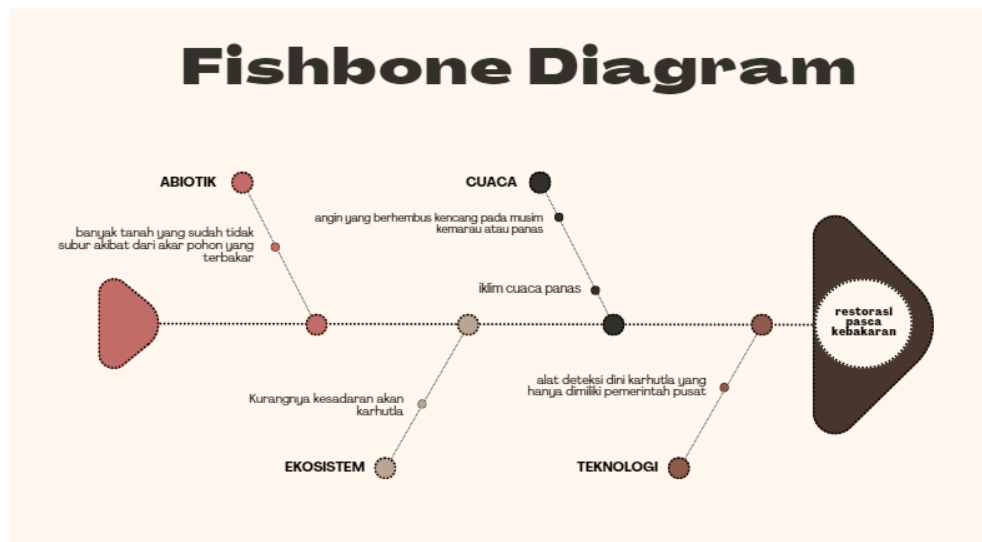 Fishbone Diagram
ABIOTIK
banyak tanah yang sudah tidak
subur akibat dari akar pohon yang
terbakar
CUACA
angin yang berhembus kencang pada musim
kemarau atau panas
iklim cuaca panas
restorasi
pasca
kebakaran
Kurangnya kesadaran akan
karhutla
EKOSISTEM
alat deteksi dini karhutla yang
hanya dimiliki pemerintah pusat
TEKNOLOGI